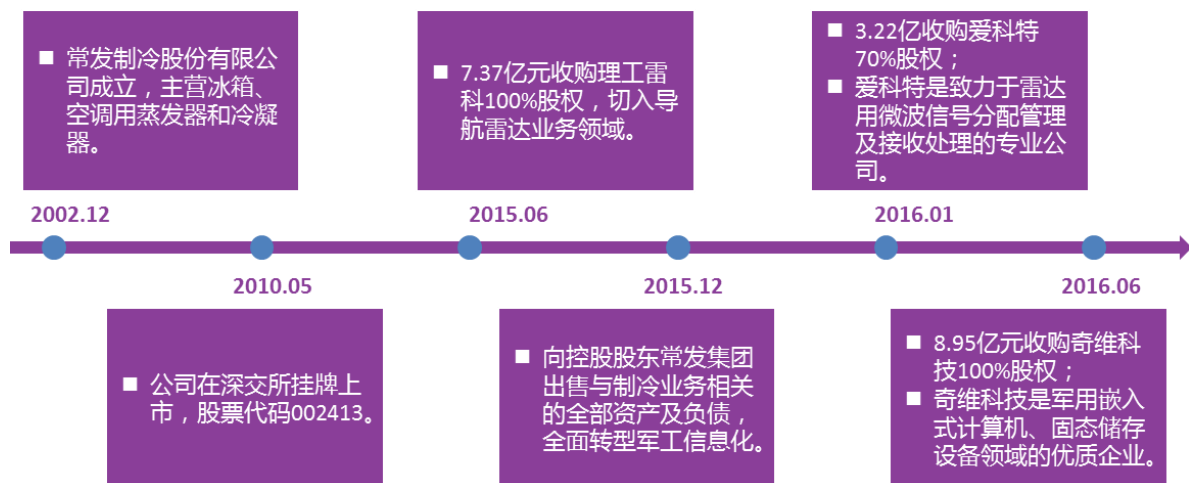 ■ 常发制冷股份有限公
司成立，主营冰箱、
空调用蒸发器和冷凝
器。
■ 7.37亿元收购理工雷
科100%股权，切入导
航雷达业务领域。
■ 3.22亿收购爱科特
70%股权；
■ 爱科特是致力于雷达
用微波信号分配管理
及接收处理的专业公
司。
2002.12
2015.06
2016.01
2010.05
2015.12
2016.06
■ 公司在深交所挂牌上
市，股票代码002413。
■ 向控股股东常发集团
出售与制冷业务相关
的全部资产及负债，
全面转型军工信息化。
■ 8.95亿元收购奇维科
技100%股权；
■ 奇维科技是军用嵌入
式计算机、固态储存
设备领域的优质企业。